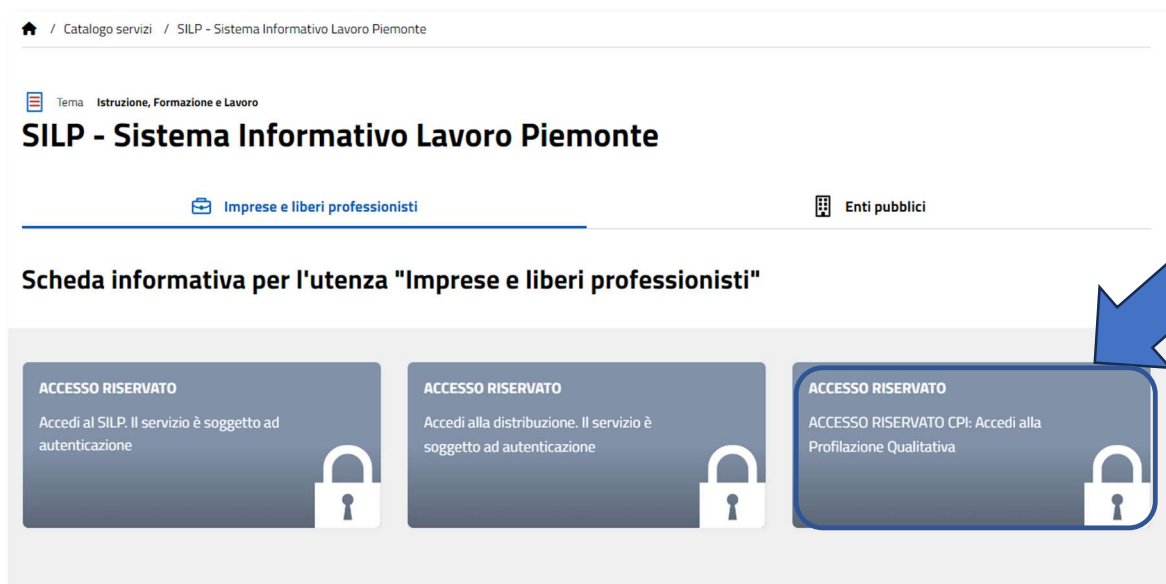 / Catalogo servizi / SILP - Sistema Informativo Lavoro Piemonte
Tema Istruzione, Formazione e Lavoro
SILP - Sistema Informativo Lavoro Piemonte
Imprese e liberi professionisti
Enti pubblici
Scheda informativa per l'utenza "Imprese e liberi professionisti"
ACCESSO RISERVATO
Accedi al SILP. Il servizio è soggetto ad
autenticazione
ACCESSO RISERVATO
Accedi alla distribuzione. Il servizio è
soggetto ad autenticazione
ACCESSO RISERVATO
ACCESSO RISERVATO CPI: Accedi alla
Profilazione Qualitativa